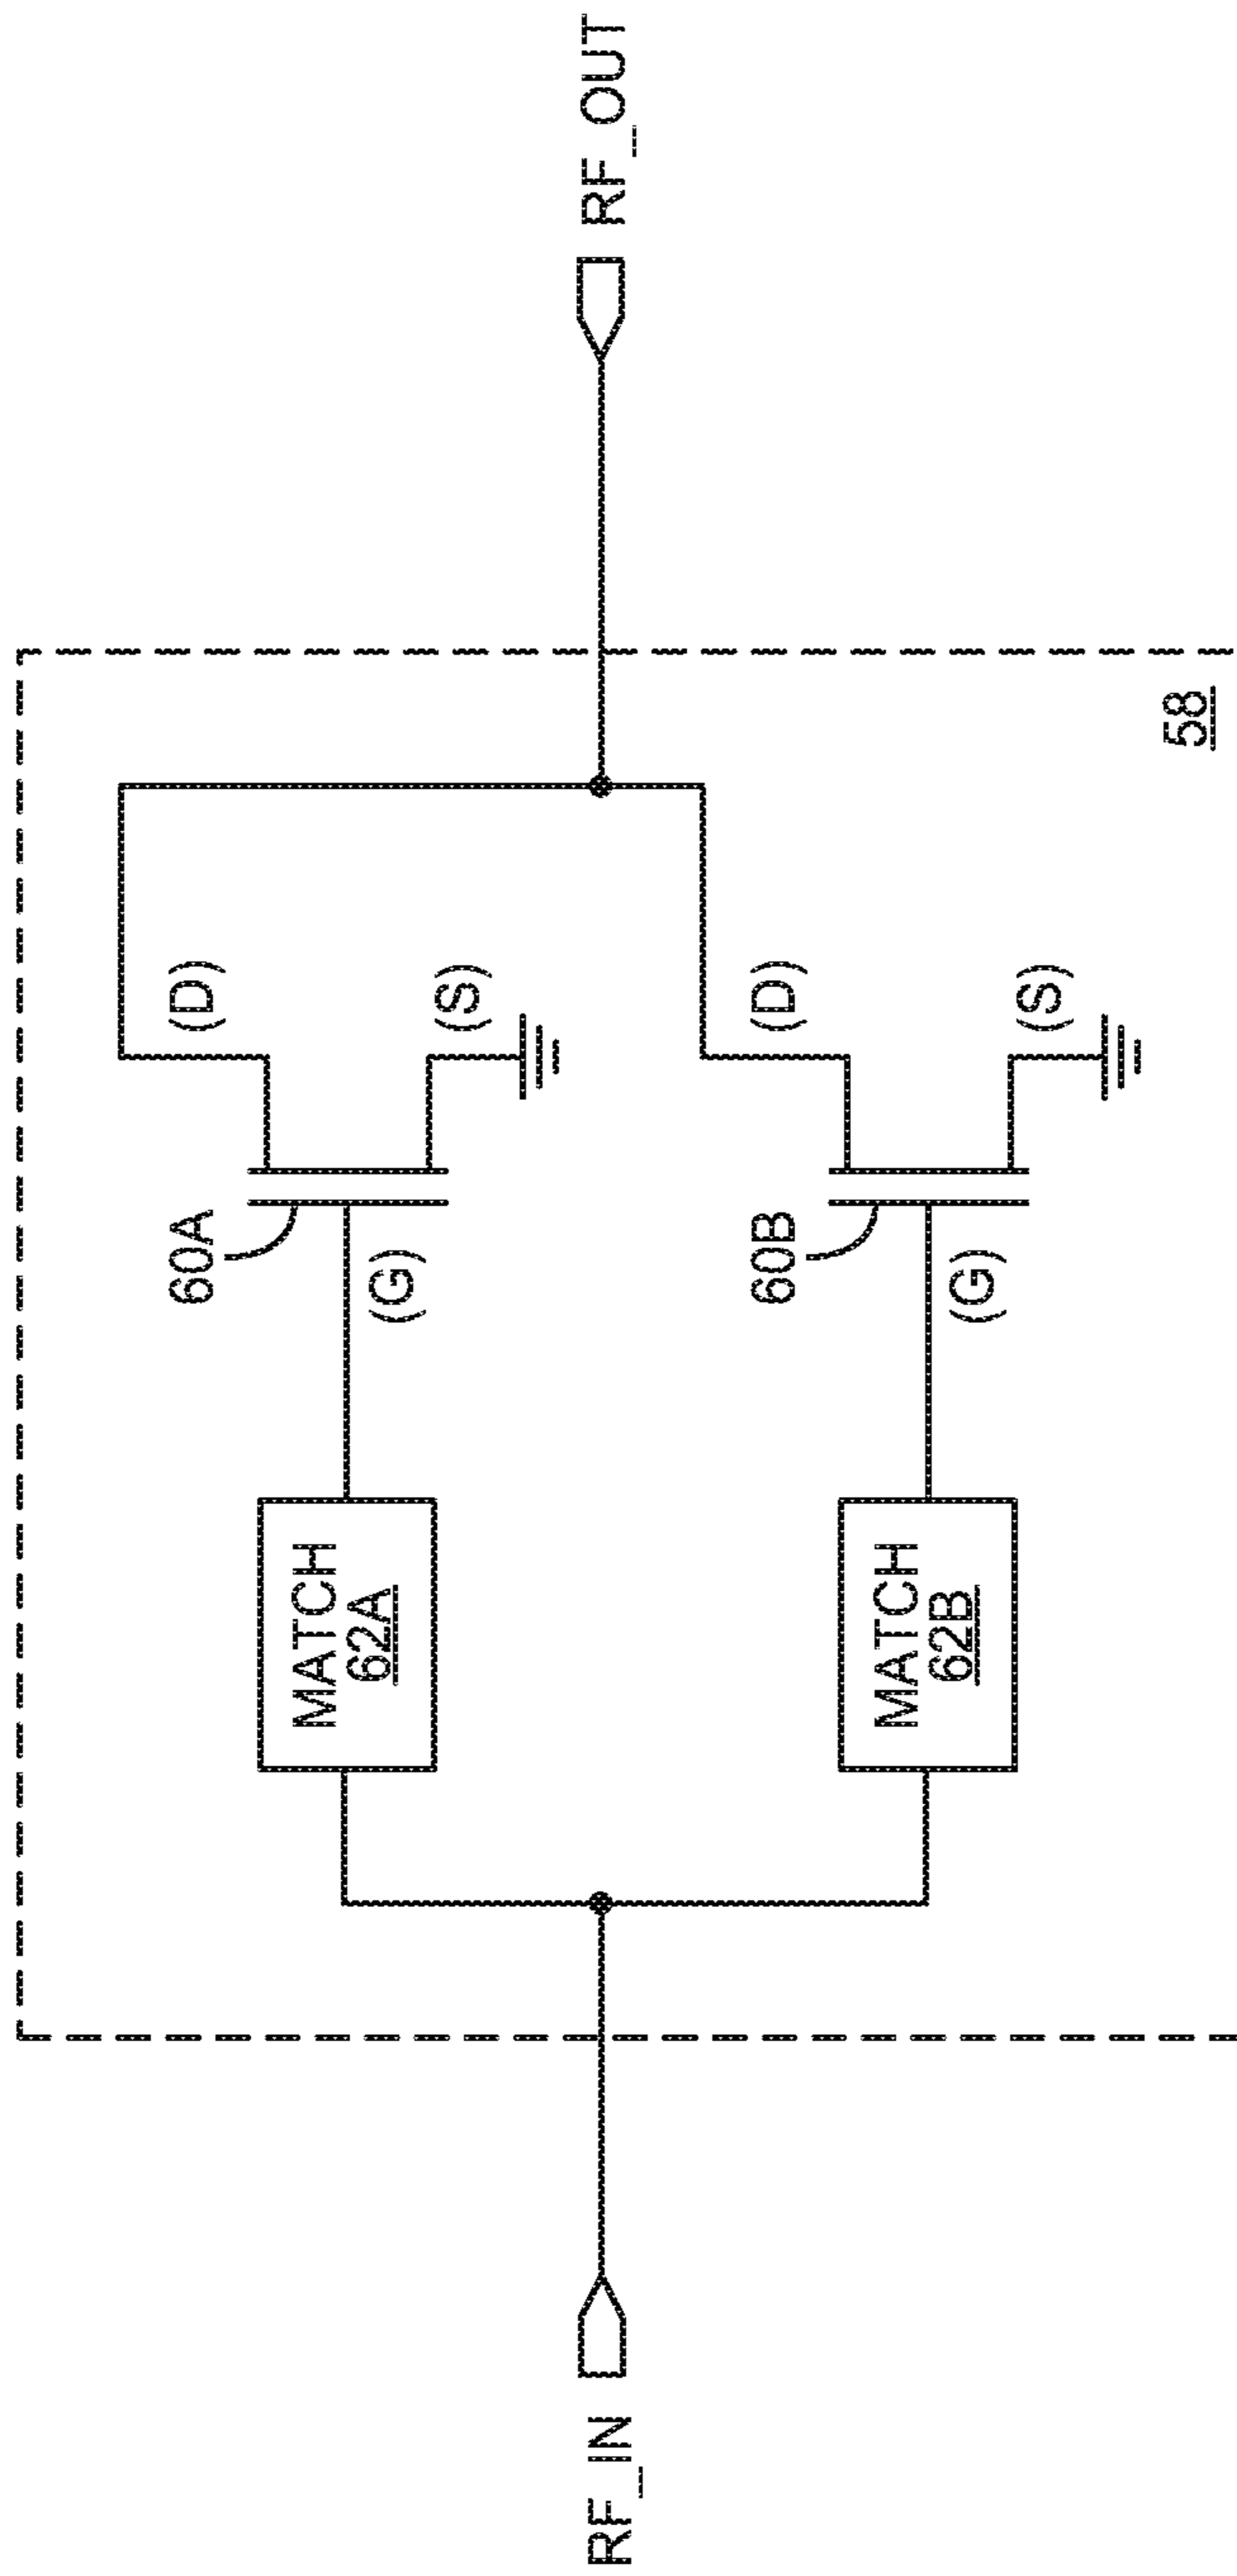 RF_IN
MATCH
62A
60A
(G)
(D)
(S)
MATCH
62B
60B
(G)
(D)
(S)
58
RF_OUT